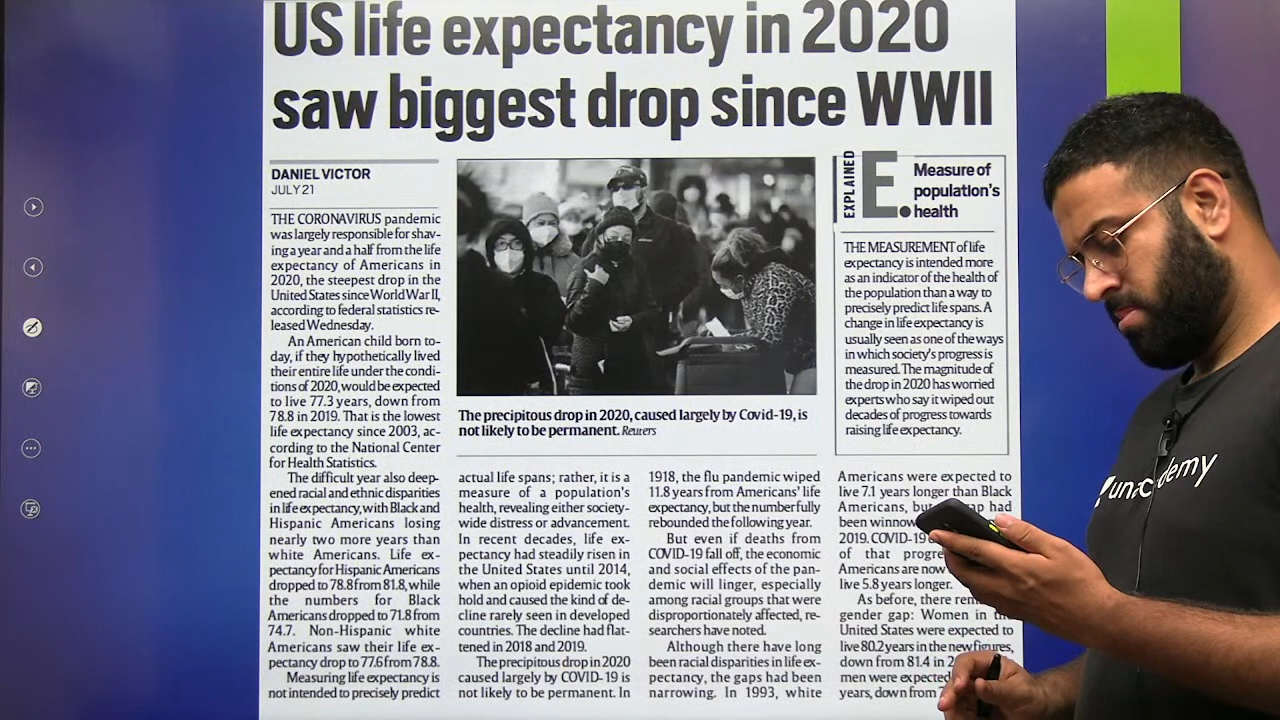 US life expectancy in 2020
saw biggest drop since WWII
DANIEL VICTOR
JULY 21
THE CORONAVIRUS pandemic
was largely responsible for shav-
ing a year and a half from the life
expectancy of Americans in
2020, the steepest drop in the
United States since World War II,
according to federal statistics re-
leased Wednesday.
An American child born to-
day, if they hypothetically lived
their entire life under the condi-
tions of 2020, would be expected
to live 77.3 years, down from
78.8 in 2019. That is the lowest
life expectancy since 2003, ac-
cording to the National Center
for Health Statistics.
The difficult year also deep-
ened racial and ethnic disparities
in life expectancy, with Black and
Hispanic Americans losing
nearly two more years than
white Americans. Life ex-
pectancy for Hispanic Americans
dropped to 78.8 from 81.8, while
the numbers for Black
Americans dropped to 71.8 from
74.7. Non-Hispanic white
Americans saw their life ex-
pectancy drop to 77.6 from 78.8.
Measuring life expectancy is
not intended to precisely predict
The precipitous drop in 2020, caused largely by Covid-19, is
not likely to be permanent. Reuters
actual life spans; rather, it is a
measure of a population's
health, revealing either society-
wide distress or advancement.
In recent decades, life ex-
pectancy had steadily risen in
the United States until 2014,
when an opioid epidemic took
hold and caused the kind of de-
cline rarely seen in developed
countries. The decline had flat-
tened in 2018 and 2019.
The precipitous drop in 2020
caused largely by COVID-19 is
not likely to be permanent. In
1918, the flu pandemic wiped
11.8 years from Americans' life
expectancy, but the number fully
rebounded the following year.
But even if deaths from
COVID-19 fall off, the economic
and social effects of the pan-
demic will linger, especially
among racial groups that were
disproportionately affected, re-
searchers have noted.
Although there have long
been racial disparities in life ex-
pectancy, the gaps had been
narrowing. In 1993, white
EXPLAINED
E.
Measure of
population's
health
THE MEASUREMENT of life
expectancy is intended more
as an indicator of the health of
the population than a way to
precisely predict life spans. A
change in life expectancy is
usually seen as one of the ways
in which society's progress is
measured. The magnitude of
the drop in 2020 has worried
experts who say it wiped out
decades of progress towards
raising life expectancy.
Americans were expected to
live 7.1 years longer than Black
Americans, but gap had
been winnow
2019. COVID-19
of that progre
Americans are now
live 5.8 years longer.
As before, there rem
gender gap: Women in
United States were expected to
live 80.2 years in the new figures,
down from 81.4 in 2
men were expected
years, down from 7
unacademy